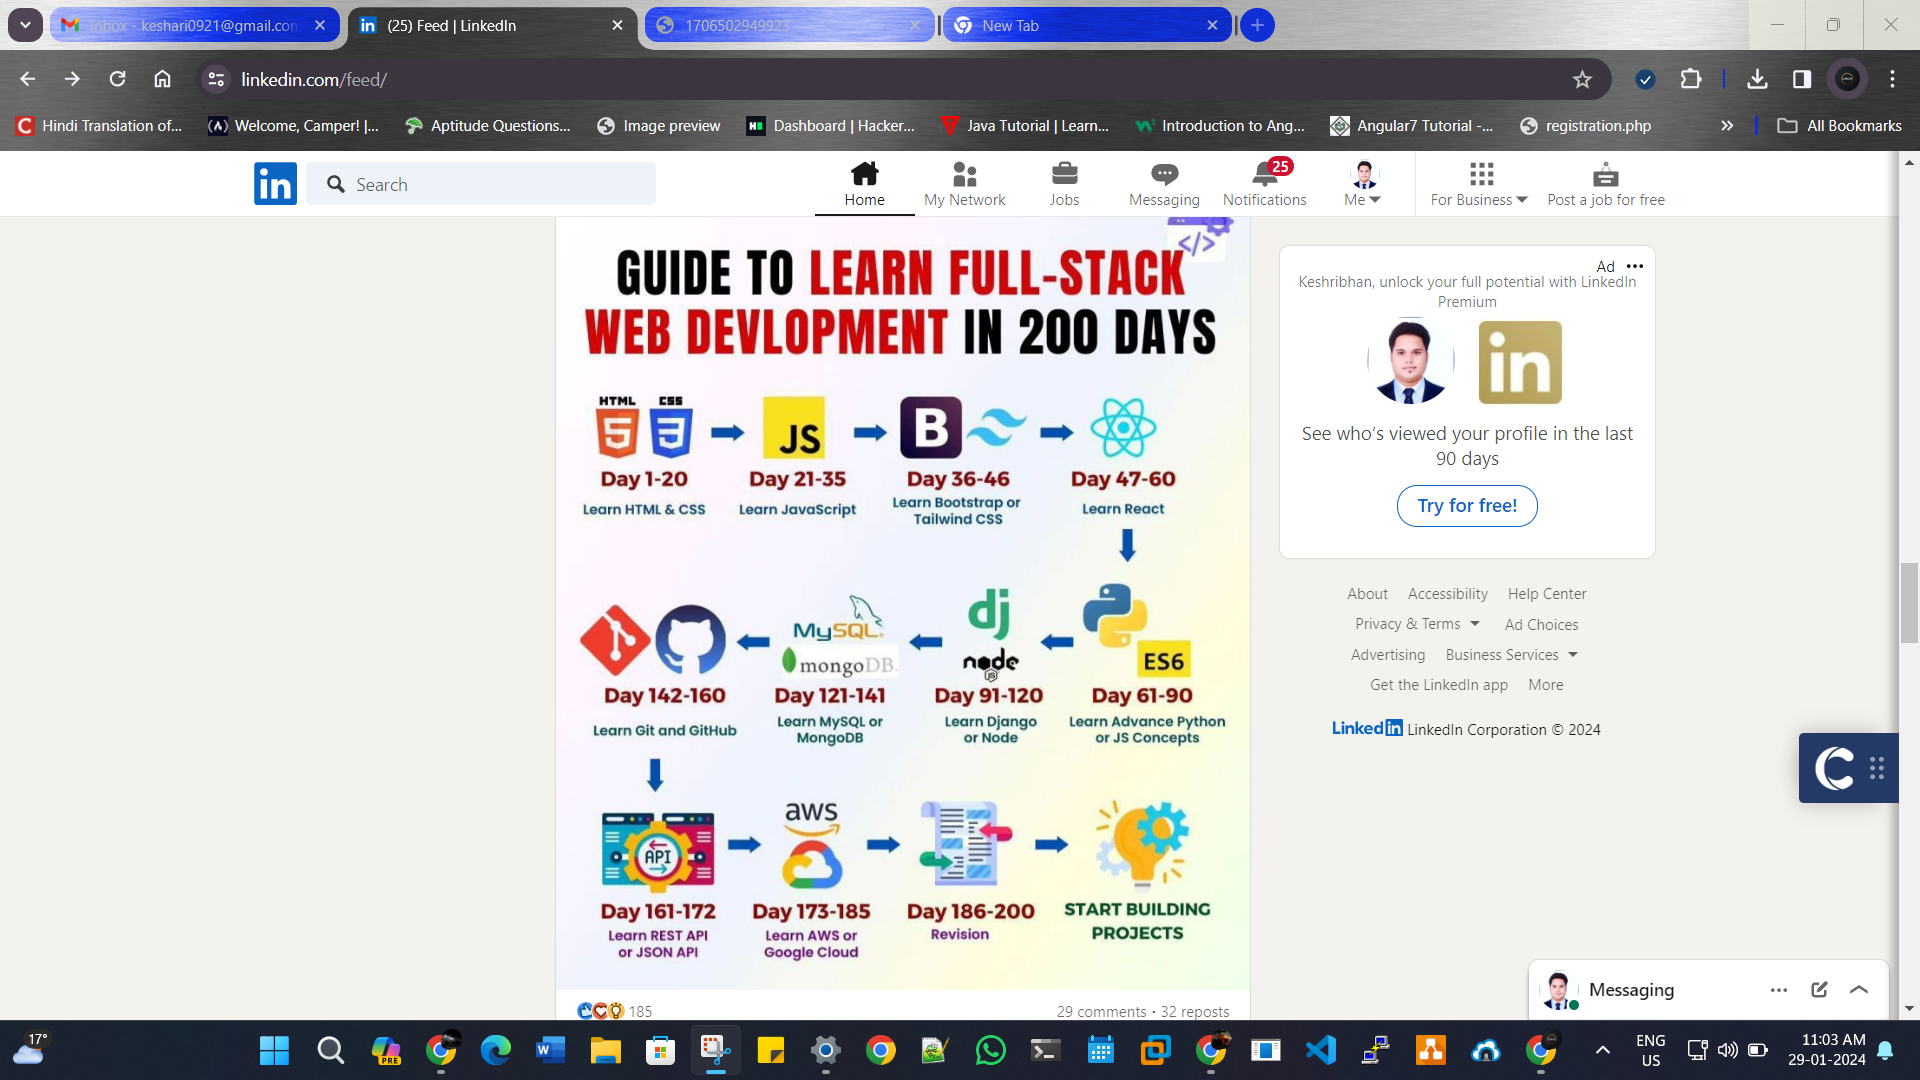 Inbox - keshari0921@gmail.com
(25) Feed | LinkedIn
1706502949923
New Tab
linkedin.com/feed/
Hindi Translation of...
Welcome, Camper! |...
Aptitude Questions...
Image preview
Dashboard | Hacker...
Java Tutorial | Learn...
Introduction to Ang...
Angular7 Tutorial -...
registration.php
All Bookmarks
in
Search
Home
My Network
Jobs
Messaging
25
Notifications
Me
For Business
Post a job for free
</>
GUIDE TO LEARN FULL-STACK
WEB DEVLOPMENT IN 200 DAYS
HTML
5
CSS
3
JS
B
Day 1-20
Day 21-35
Day 36-46
Day 47-60
Learn HTML & CSS
Learn JavaScript
Learn Bootstrap or
Tailwind CSS
Learn React
MySQL
mongoDB.
dj
node
JS
ES6
Day 142-160
Day 121-141
Day 91-120
Day 61-90
Learn Git and GitHub
Learn MySQL or
MongoDB
Learn Django
or Node
Learn Advance Python
or JS Concepts
API
aws
Day 161-172
Day 173-185
Day 186-200
START BUILDING
PROJECTS
Learn REST API
or JSON API
Learn AWS or
Google Cloud
Revision
185
29 comments • 32 reposts
Ad
Keshribhan, unlock your full potential with LinkedIn
Premium
in
See who's viewed your profile in the last
90 days
Try for free!
About
Accessibility
Help Center
Privacy & Terms
Ad Choices
Advertising
Business Services
Get the LinkedIn app
More
Linkedin LinkedIn Corporation © 2024
Messaging
17°
PRE
ENG
US
11:03 AM
29-01-2024